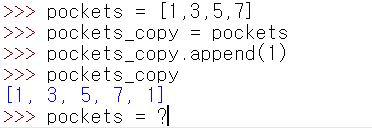 >>> pockets = [1,3,5,7]
>>> pockets_copy = pockets
>>> pockets_copy.append(1)
>>> pockets_copy
[1, 3, 5, 7, 1]
>>> pockets = ?